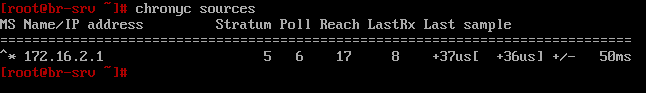 [root@br-srv ~]# chronyc sources
MS Name/IP address         Stratum Poll Reach LastRx Last sample
===============================================================================
^* 172.16.2.1                    5   6    17     8    +37us[  +36us] +/-   50ms
[root@br-srv ~]#